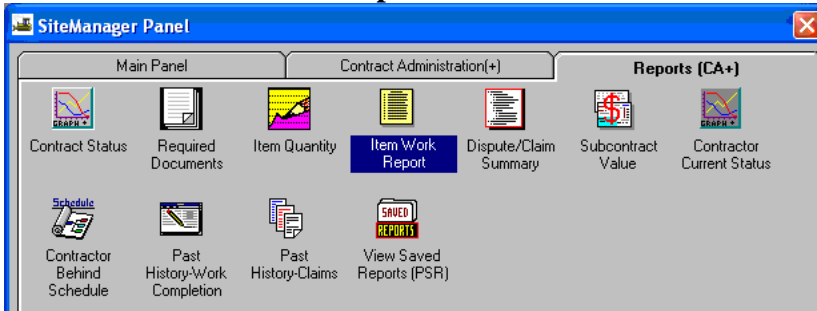 SiteManager Panel
Main Panel
Contract Administration(+)
Reports (CA+)
GRAPH +
Contract Status
Required
Documents
Item Quantity
Item Work
Report
Dispute/Claim
Summary
Subcontract
Value
GRAPH +
Contractor
Current Status
Schedule
Contractor
Behind
Schedule
Past
History-Work
Completion
Past
History-Claims
SAVED
REPORTS
View Saved
Reports (PSR)